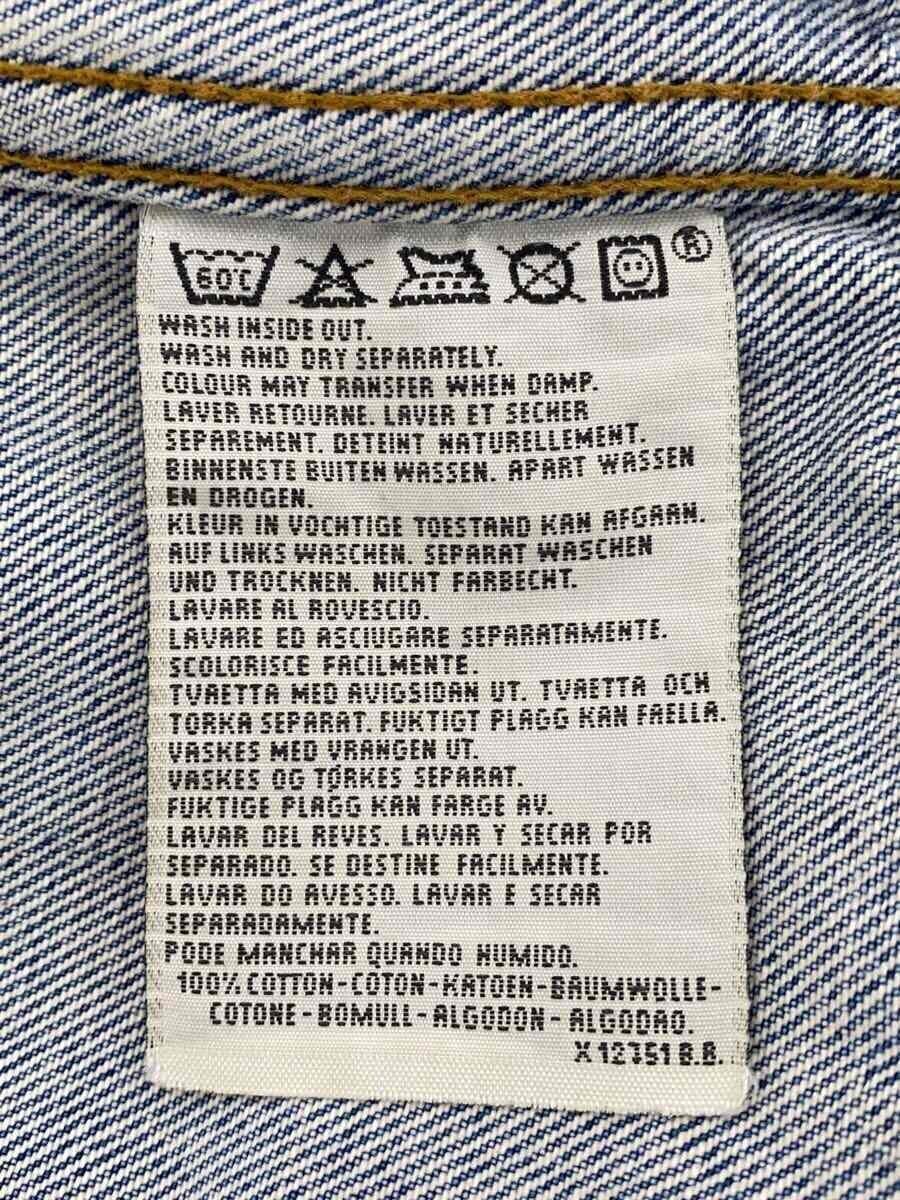 60°C
®
WASH INSIDE OUT.
WASH AND DRY SEPARATELY.
COLOUR MAY TRANSFER WHEN DAMP.
LAVER RETOURNE. LAVER ET SECHER
SEPAREMENT. DETEINT NATURELLEMENT.
BINNENSTE BUITEN WASSEN. APART WASSEN
EN DROGEN.
KLEUR IN VOCHTIGE TOESTAND KAN AFGAAN.
AUF LINKS WASCHEN. SEPARAT WASCHEN
UND TROCKNEN. NICHT FARBECHT.
LAVARE AL ROVESCIO.
LAVARE ED ASCIUGARE SEPARATAMENTE.
SCOLORISCE FACILMENTE.
TVAETTA MED AVIGSIDAN UT. TVAETTA OCH
TORKA SEPARAT. FUKTIGT PLAGG KAN FAELLA.
VASKES MED VRANGEN UT.
VASKES OG TØRKES SEPARAT.
FUKTIGE PLAGG KAN FARGE AV.
LAVAR DEL REVES. LAVAR Y SECAR POR
SEPARADO. SE DESTINE FACILMENTE.
LAVAR DO AVESSO. LAVAR E SECAR
SEPARADAMENTE.
PODE MANCHAR QUANDO HUMIDO.
100% COTTON-COTON-KATOEN-BAUMWOLLE-
COTONE-BOMULL-ALGODON-ALGODAO.
X12751 B.B.